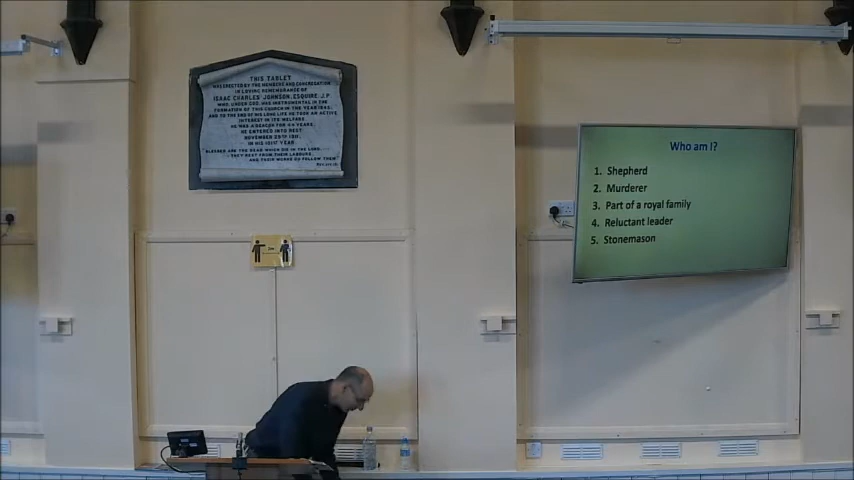 THIS TABLET
WAS ERECTED BY THE MEMBERS AND CONGREGATION
IN LOVING REMEMBRANCE OF
ISAAC CHARLES JOHNSON, ESQUIRE J.P.
WHO, UNDER GOD, WAS INSTRUMENTAL IN THE
FORMATION OF THIS CHURCH IN THE YEAR
AND TO THE END OF HIS LONG LIFE HE TOOK AN ACTIVE
INTEREST IN ITS WELFARE
HE WAS A DEACON FOR YEARS
HE ENTERED INTO REST
NOVEMBER 29TH 1911,
IN HIS 101ST YEAR
BLESSED ARE THE DEAD WHICH DIE IN THE LORD
THEY REST FROM THEIR LABOURS,
AND THEIR WORKS DO FOLLOW THEM
Who am I?
1. Shepherd
2. Murderer
3. Part of a royal family
4. Reluctant leader
5. Stonemason
2m